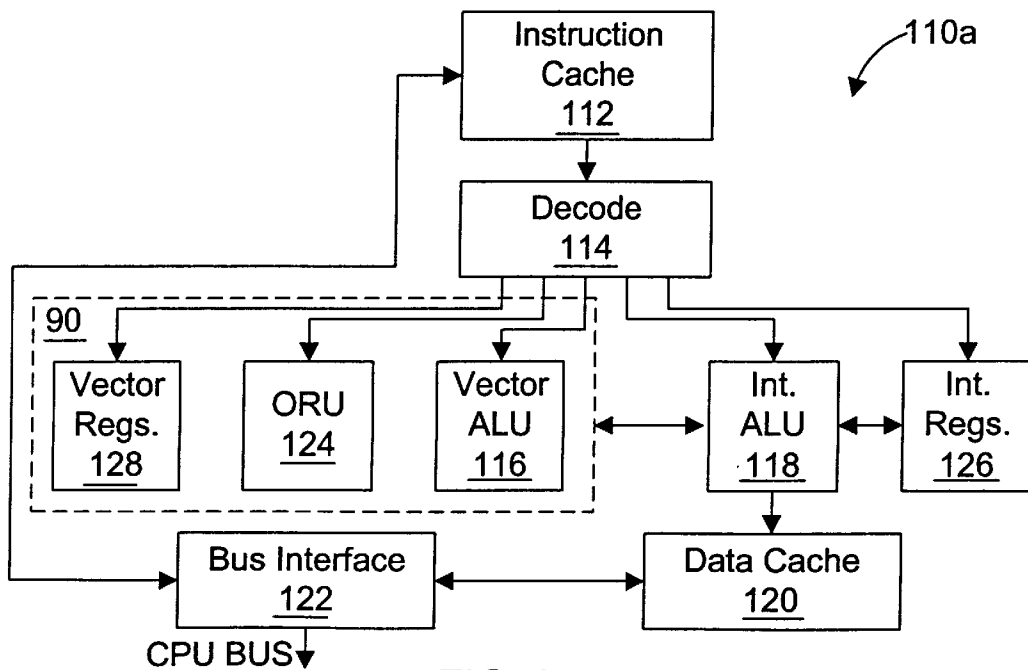 110a
Instruction
Cache
112
Decode
114
90
Vector
Regs.
128
ORU
124
Vector
ALU
116
Int.
ALU
118
Int.
Regs.
126
Bus Interface
122
Data Cache
120
CPU BUS